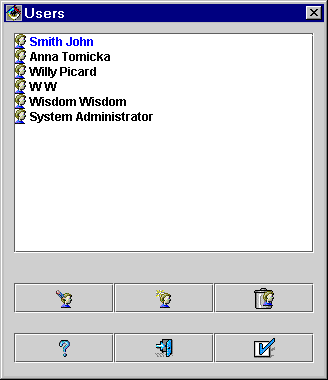 Users
Smith John
Anna Tomicka
Willy Picard
W W
Wisdom Wisdom
System Administrator
?